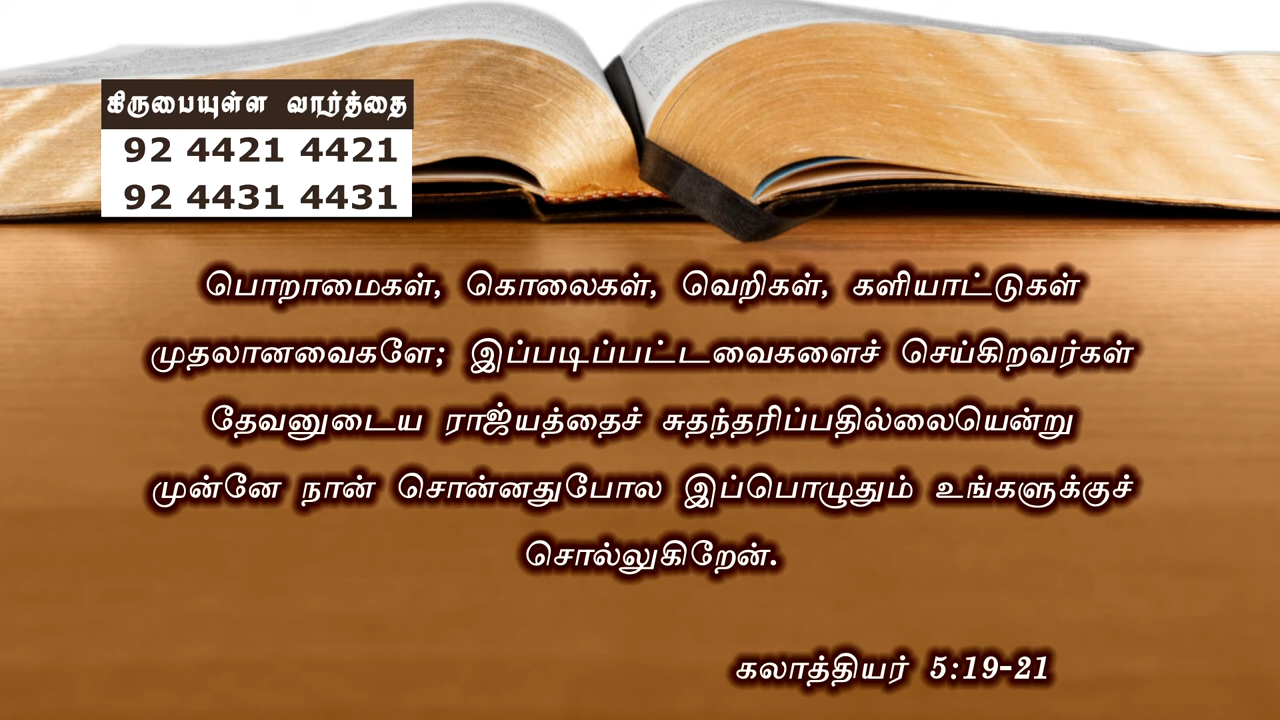 கிருபையுள்ள வார்த்தை
92 4421 4421
92 4431 4431
பொறாமைகள், கொலைகள், வெறிகள், களியாட்டுகள்
முதலானவைகளே; இப்படிப்பட்டவைகளைச் செய்கிறவர்கள்
தேவனுடைய ராஜ்யத்தைச் சுதந்தரிப்பதில்லையென்று
முன்னே நான் சொன்னதுபோல இப்பொழுதும் உங்களுக்குச்
சொல்லுகிறேன்.
கலாத்தியர் 5:19-21